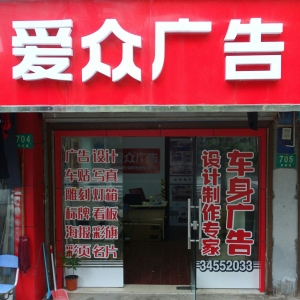 爱众广告
704
705
广告设计
车贴写真
雕刻灯箱
标牌看板
海报彩旗
彩页名片
车身广告
设计制作专家
34552033